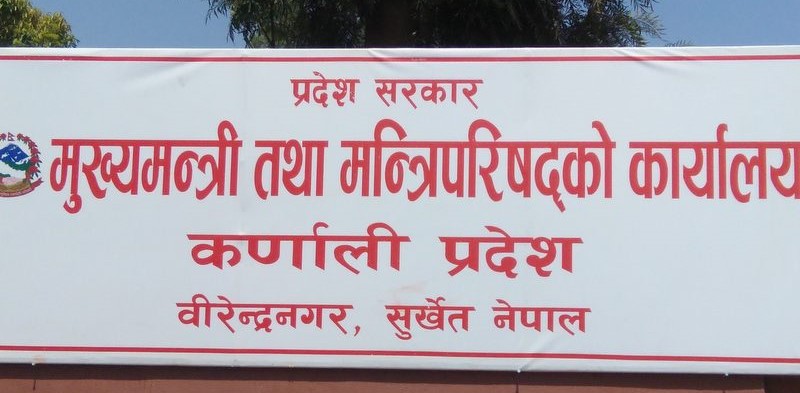 प्रदेश सरकार
मुख्यमन्त्री तथा मन्त्रिपरिषद्को कार्यालय
कर्णाली प्रदेश
वीरेन्द्रनगर, सुर्खेत नेपाल